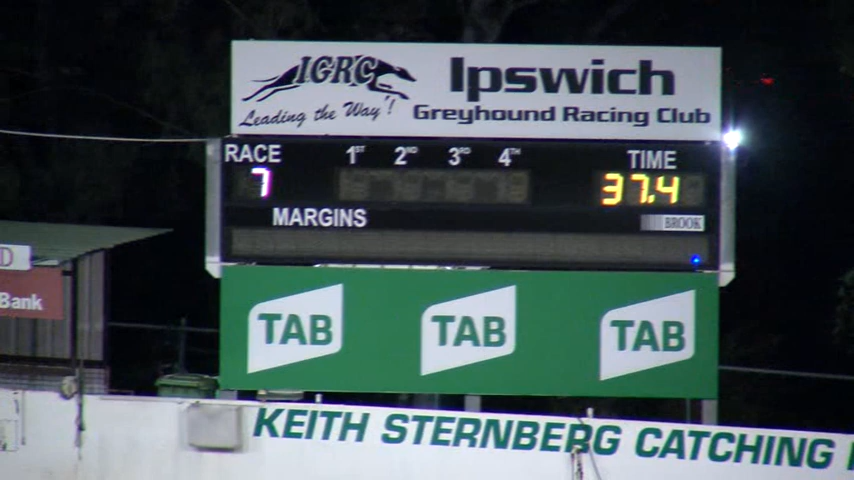 IGRC
Leading the Way!
Ipswich
Greyhound Racing Club
RACE 1ST 2ND 3RD 4TH TIME
7 37.4
MARGINS
BROOK
D
Bank
TAB TAB TAB
KEITH STERNBERG CATCHING